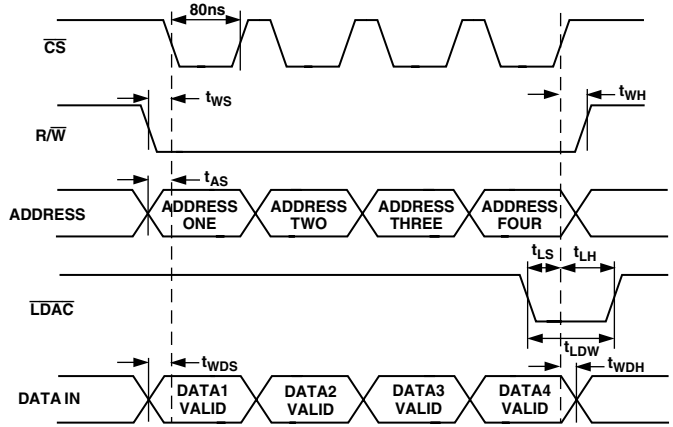 80ns
CS
tWS
tWH
R/W
tAS
ADDRESS
ADDRESS ONE
ADDRESS TWO
ADDRESS THREE
ADDRESS FOUR
tLS
tLH
LDAC
tLDW
tWDS
tWDH
DATA IN
DATA1 VALID
DATA2 VALID
DATA3 VALID
DATA4 VALID